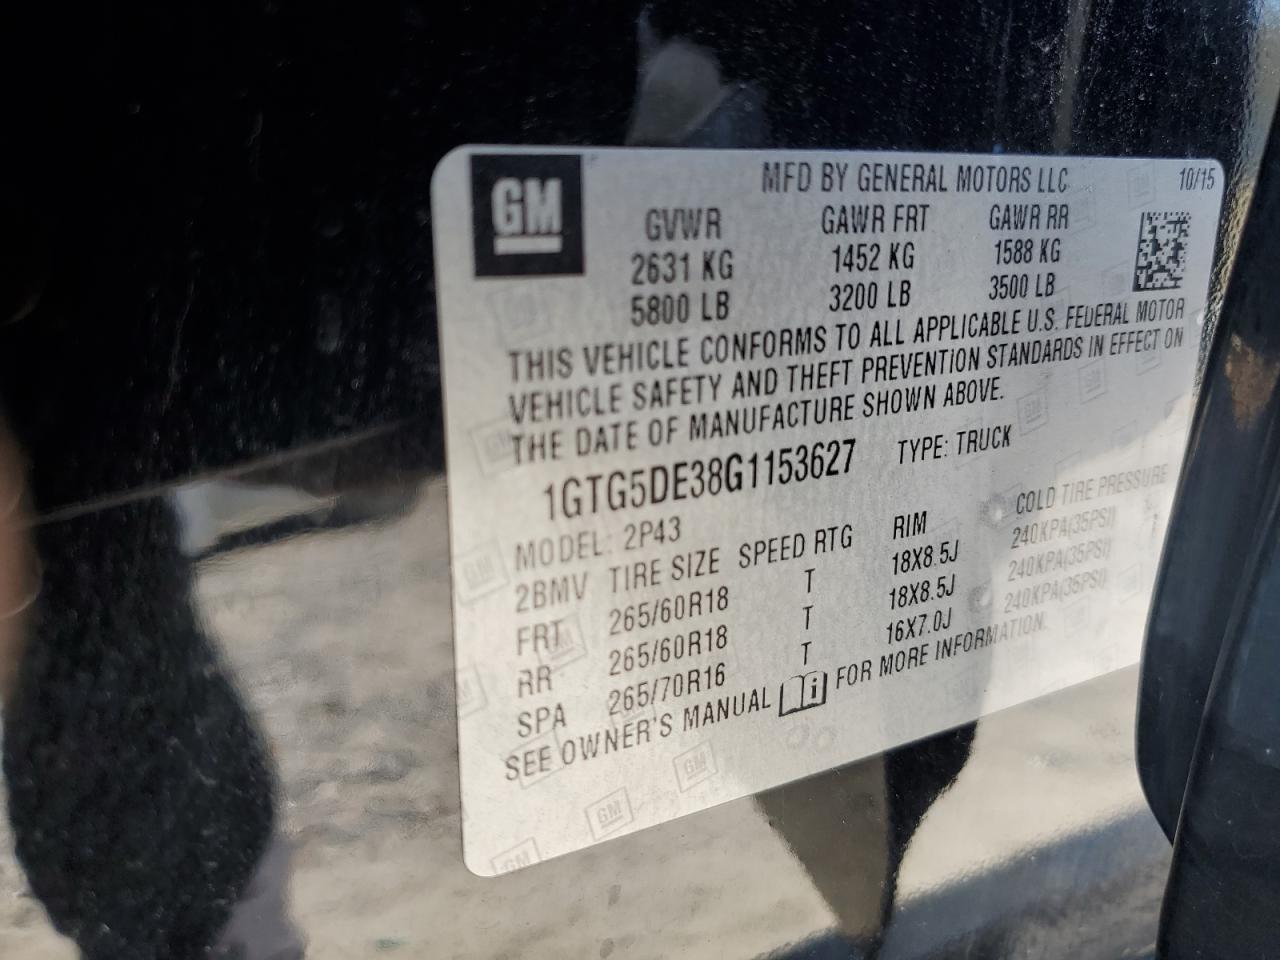 GM
MFD BY GENERAL MOTORS LLC 10/15
GVWR GAWR FRT GAWR RR
2631 KG 1452 KG 1588 KG
5800 LB 3200 LB 3500 LB
THIS VEHICLE CONFORMS TO ALL APPLICABLE U.S. FEDERAL MOTOR
VEHICLE SAFETY AND THEFT PREVENTION STANDARDS IN EFFECT ON
THE DATE OF MANUFACTURE SHOWN ABOVE.
1GTG5DE38G1153627 TYPE: TRUCK
MODEL: 2P43
2BMV TIRE SIZE SPEED RTG RIM COLD TIRE PRESSURE
FRT 265/60R18 T 18X8.5J 240KPA(35PSI)
RR 265/60R18 T 18X8.5J 240KPA(35PSI)
SPA 265/70R16 T 16X7.0J 240KPA(35PSI)
SEE OWNER'S MANUAL FOR MORE INFORMATION.